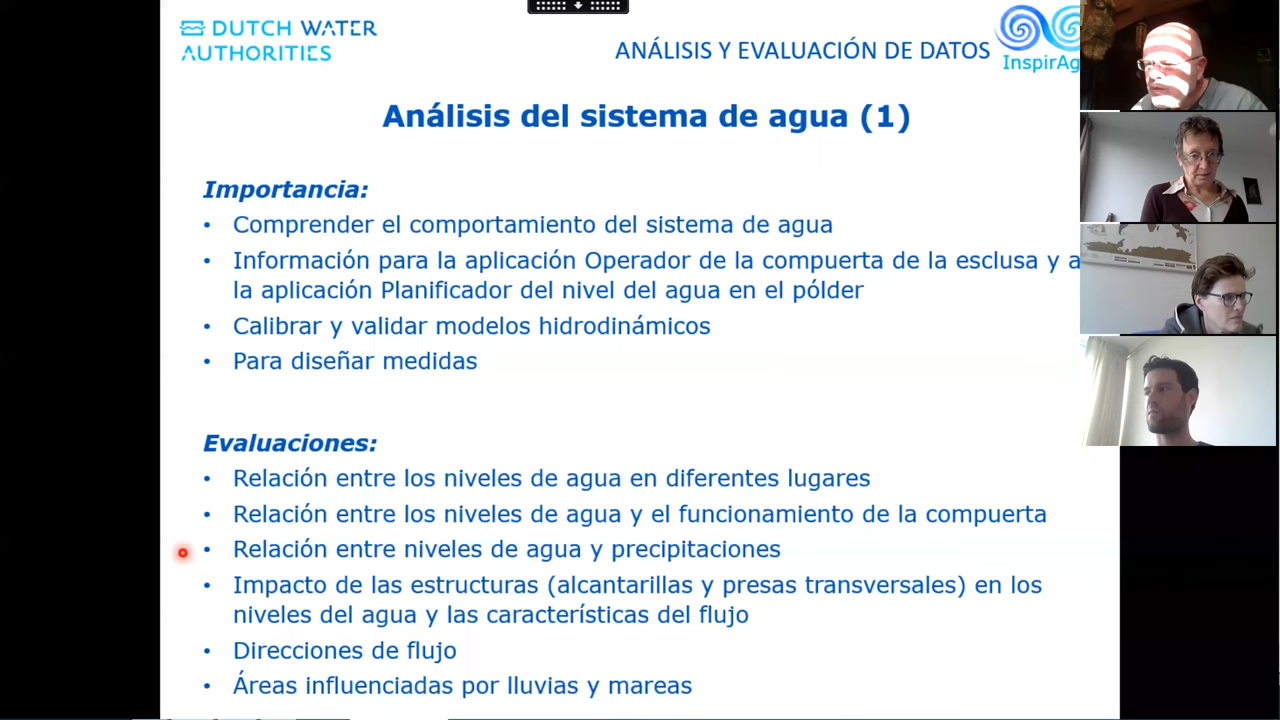 DUTCH WATER
AUTHORITIES
ANÁLISIS Y EVALUACIÓN DE DATOS
InspirAg
Análisis del sistema de agua (1)
Importancia:
• Comprender el comportamiento del sistema de agua
• Información para la aplicación Operador de la compuerta de la esclusa y a
la aplicación Planificador del nivel del agua en el pólder
• Calibrar y validar modelos hidrodinámicos
• Para diseñar medidas
Evaluaciones:
• Relación entre los niveles de agua en diferentes lugares
• Relación entre los niveles de agua y el funcionamiento de la compuerta
• Relación entre niveles de agua y precipitaciones
• Impacto de las estructuras (alcantarillas y presas transversales) en los
niveles del agua y las características del flujo
• Direcciones de flujo
• Áreas influenciadas por lluvias y mareas